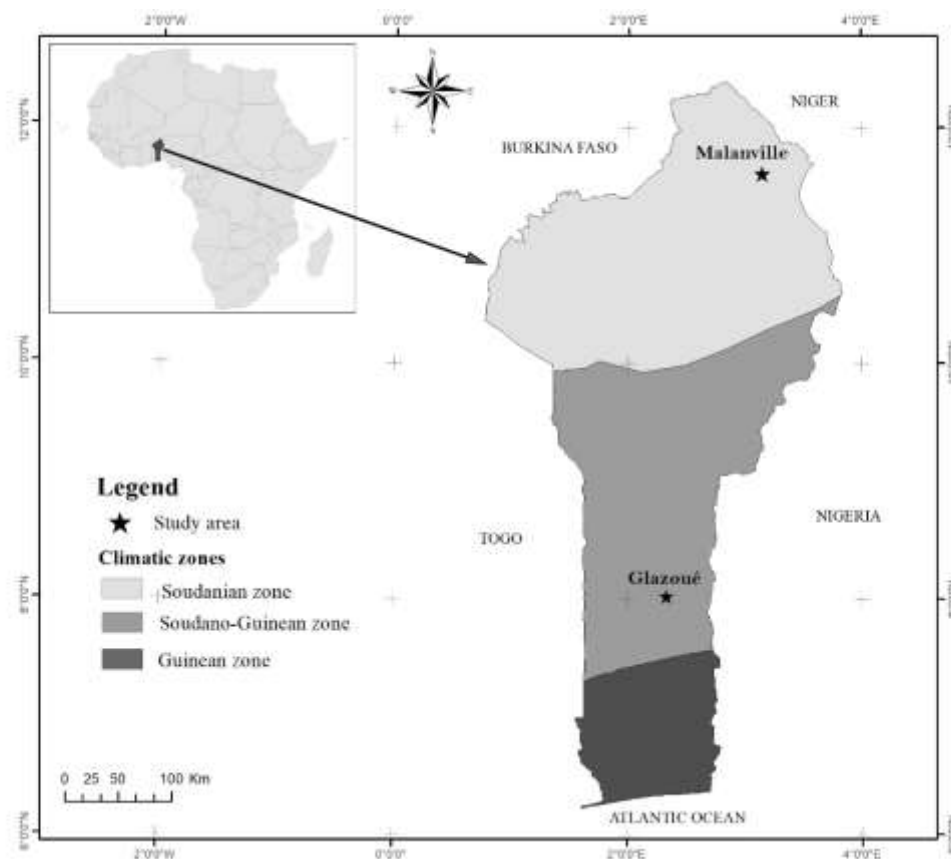 2°0'0"W 0°0'0" 2°0'0"E 4°0'0"E
NIGER
12°0'0"N
BURKINA FASO
Malanville
10°0'0"N
Legend
Study area
Climatic zones
Soudanian zone
Soudano-Guinean zone
Guinean zone
TOGO
NIGERIA
Glazoué
8°0'0"N
0 25 50 100 Km
ATLANTIC OCEAN
6°0'0"N
2°0'0"W 0°0'0" 2°0'0"E 4°0'0"E